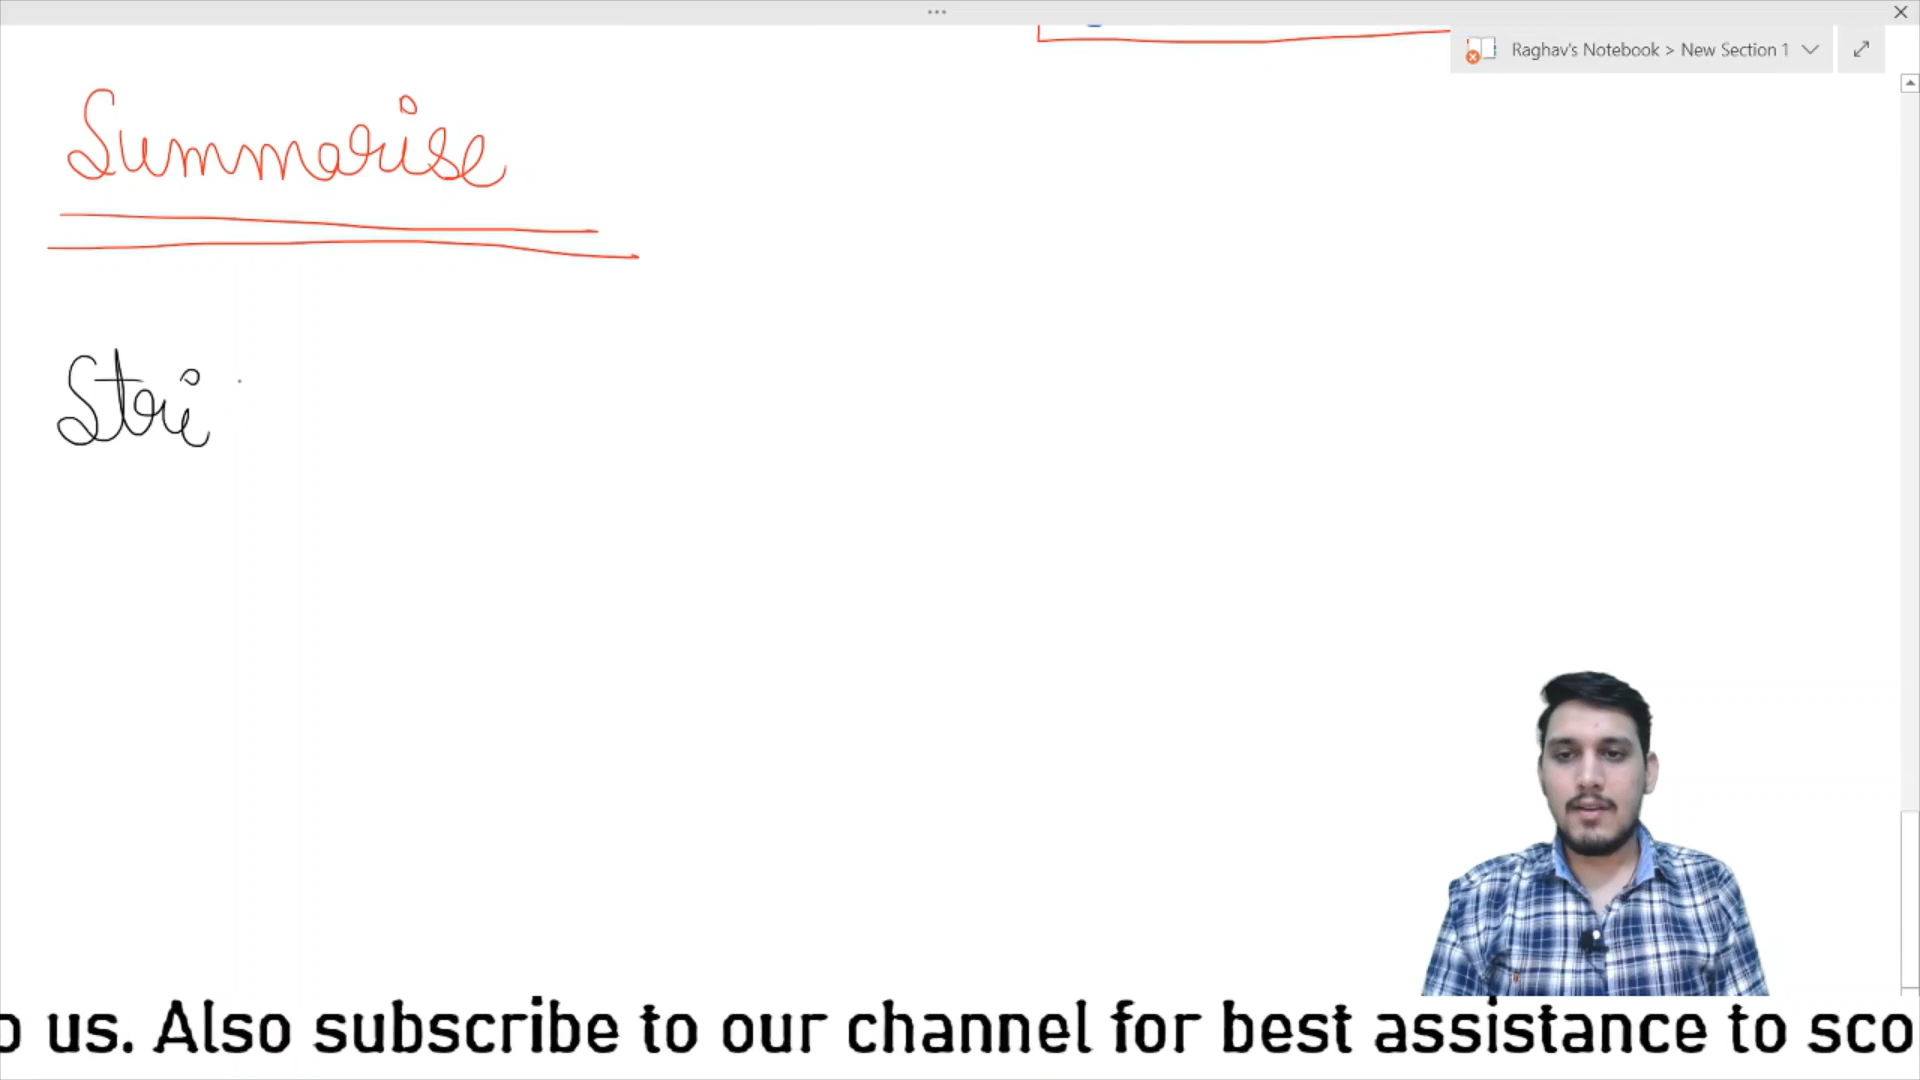 Raghav's Notebook > New Section 1
Summarise
Stri
o us. Also subscribe to our channel for best assistance to sco